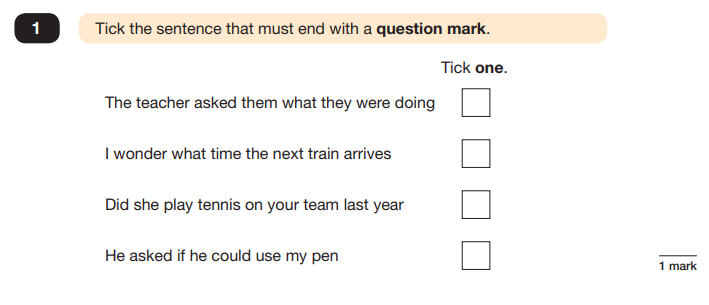 1 Tick the sentence that must end with a question mark.
Tick one.
The teacher asked them what they were doing
I wonder what time the next train arrives
Did she play tennis on your team last year
He asked if he could use my pen
1 mark